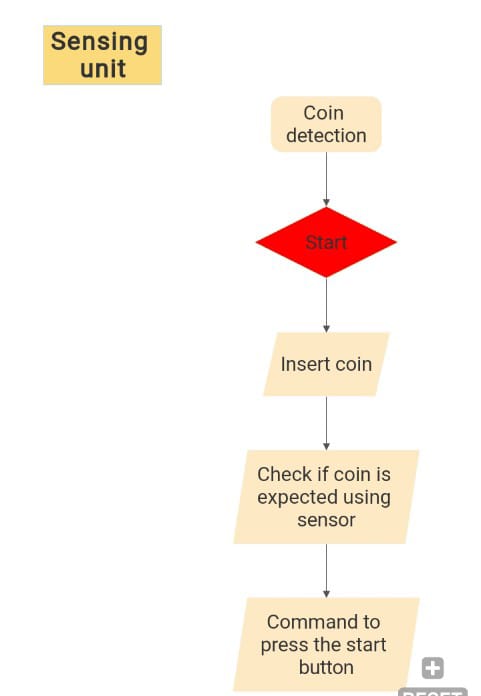 Sensing
unit
Coin
detection
Start
Insert coin
Check if coin is
expected using
sensor
Command to
press the start
button
RESET